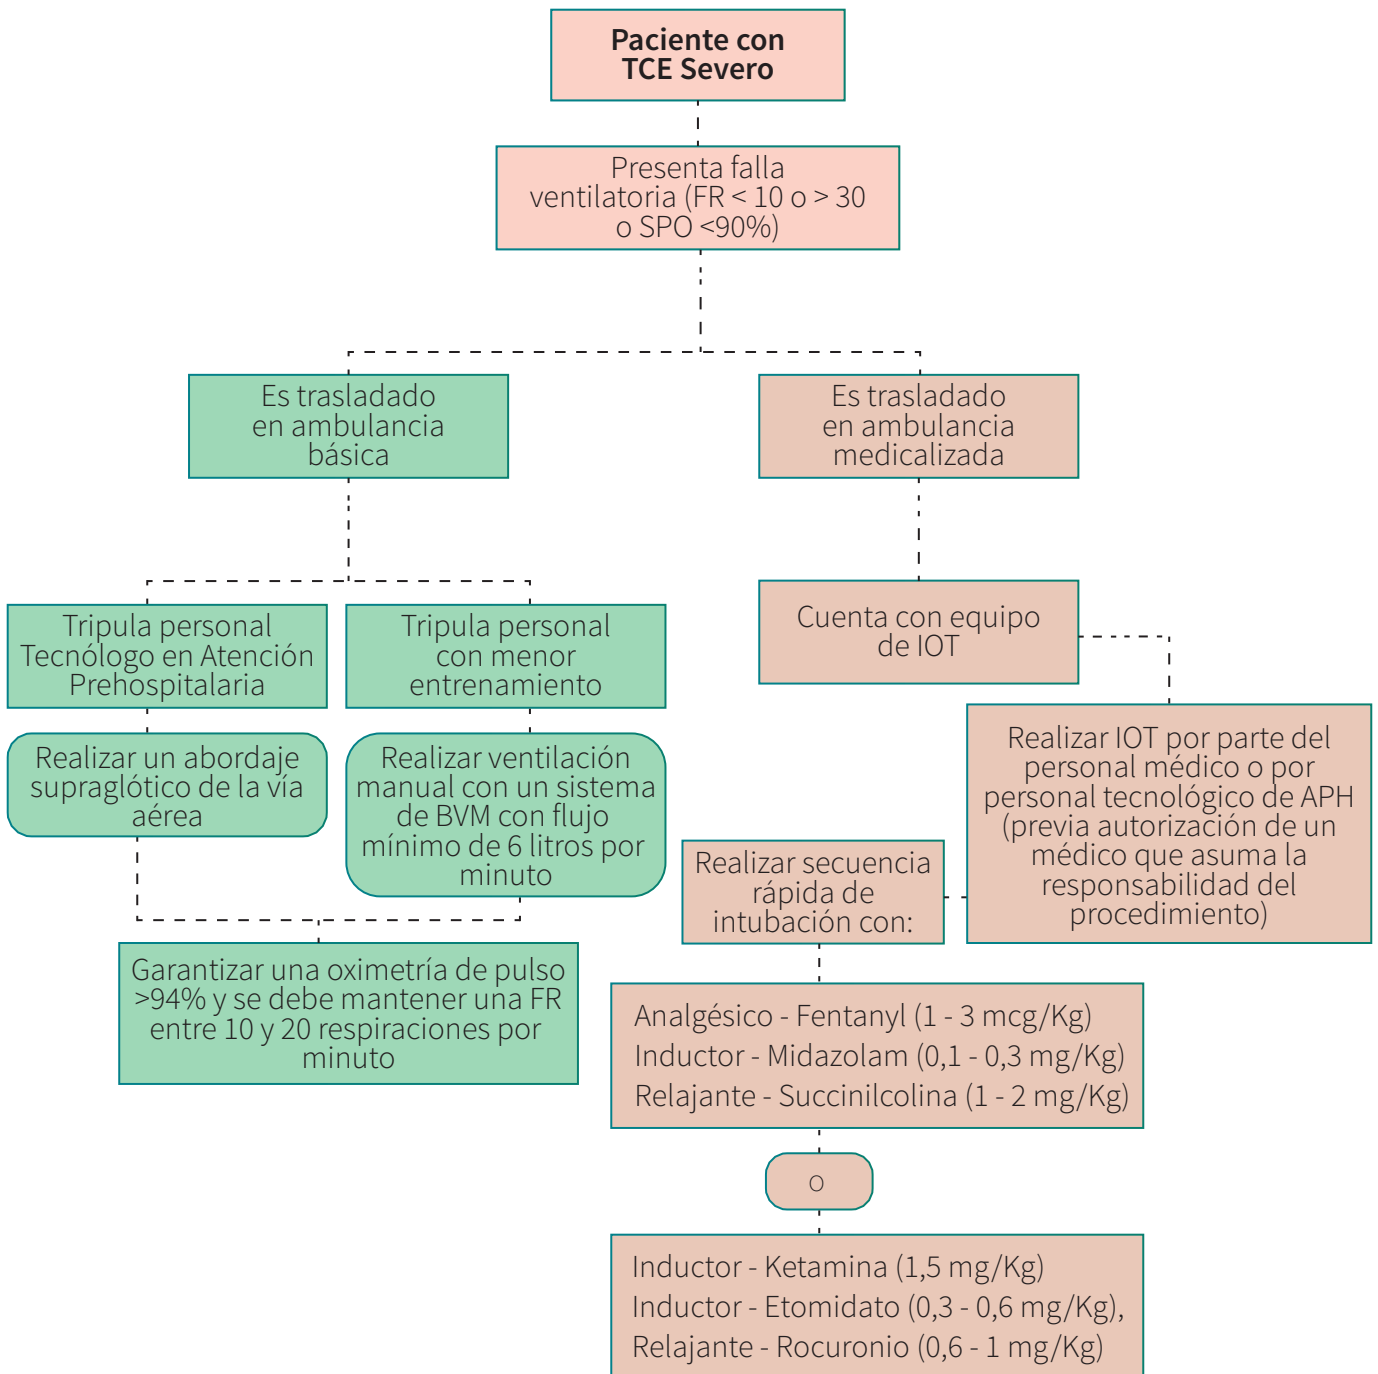 Paciente con
TCE Severo
Presenta falla
ventilatoria (FR < 10 o > 30
o SPO <90%)
Es trasladado
en ambulancia
básica
Es trasladado
en ambulancia
medicalizada
Tripula personal
Tecnólogo en Atención
Prehospitalaria
Tripula personal
con menor
entrenamiento
Cuenta con equipo
de IOT
Realizar un abordaje
supraglótico de la vía
aérea
Realizar ventilación
manual con un sistema
de BVM con flujo
mínimo de 6 litros por
minuto
Realizar IOT por parte del
personal médico o por
personal tecnológico de APH
(previa autorización de un
médico que asuma la
responsabilidad del
procedimiento)
Realizar secuencia
rápida de
intubación con:
Garantizar una oximetría de pulso
>94% y se debe mantener una FR
entre 10 y 20 respiraciones por
minuto
Analgésico - Fentanyl (1 - 3 mcg/Kg)
Inductor - Midazolam (0,1 - 0,3 mg/Kg)
Relajante - Succinilcolina (1 - 2 mg/Kg)
o
Inductor - Ketamina (1,5 mg/Kg)
Inductor - Etomidato (0,3 - 0,6 mg/Kg),
Relajante - Rocuronio (0,6 - 1 mg/Kg)